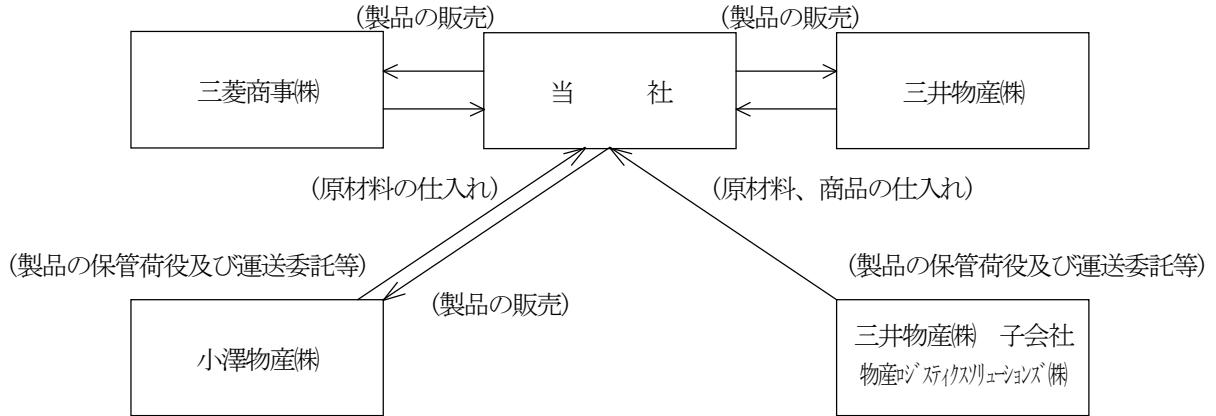 (製品の販売) (製品の販売)
三菱商事㈱ 当 社 三井物産㈱
(原材料の仕入れ) (原材料、商品の仕入れ)
(製品の保管荷役及び運送委託等) (製品の保管荷役及び運送委託等)
(製品の販売)
小澤物産㈱
三井物産㈱ 子会社
物産ﾛｼﾞｽﾃｨｸｽｿﾘｭｰｼｮﾝｽﾞ㈱